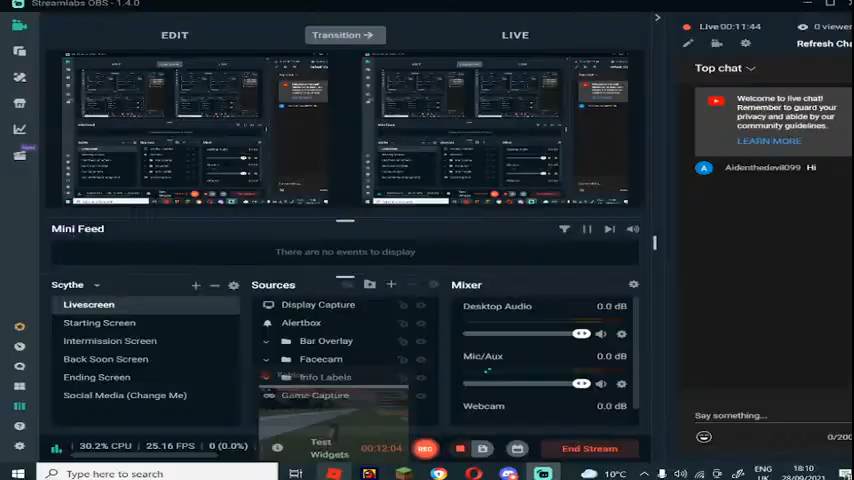 Streamlabs OBS - 1.4.0
EDIT
Transition
LIVE
Live 00:11:44
0 viewer
Refresh Cha
Top chat
Welcome to live chat!
Remember to guard your
privacy and abide by our
community guidelines.
LEARN MORE
Aidenthedevil099 Hi
Mini Feed
There are no events to display
Scythe
Sources
Mixer
Livescreen
Starting Screen
Intermission Screen
Back Soon Screen
Ending Screen
Social Media (Change Me)
Display Capture
Alertbox
Bar Overlay
Facecam
Info Labels
Game Capture
Desktop Audio 0.0 dB
Mic/Aux 0.0 dB
Webcam 0.0 dB
Say something...
0/200
30.2% CPU
25.16 FPS
0 (0.0%)
Test
Widgets
00:12:04
REC
End Stream
Type here to search
10°C
ENG
UK
18:10
28/09/2021